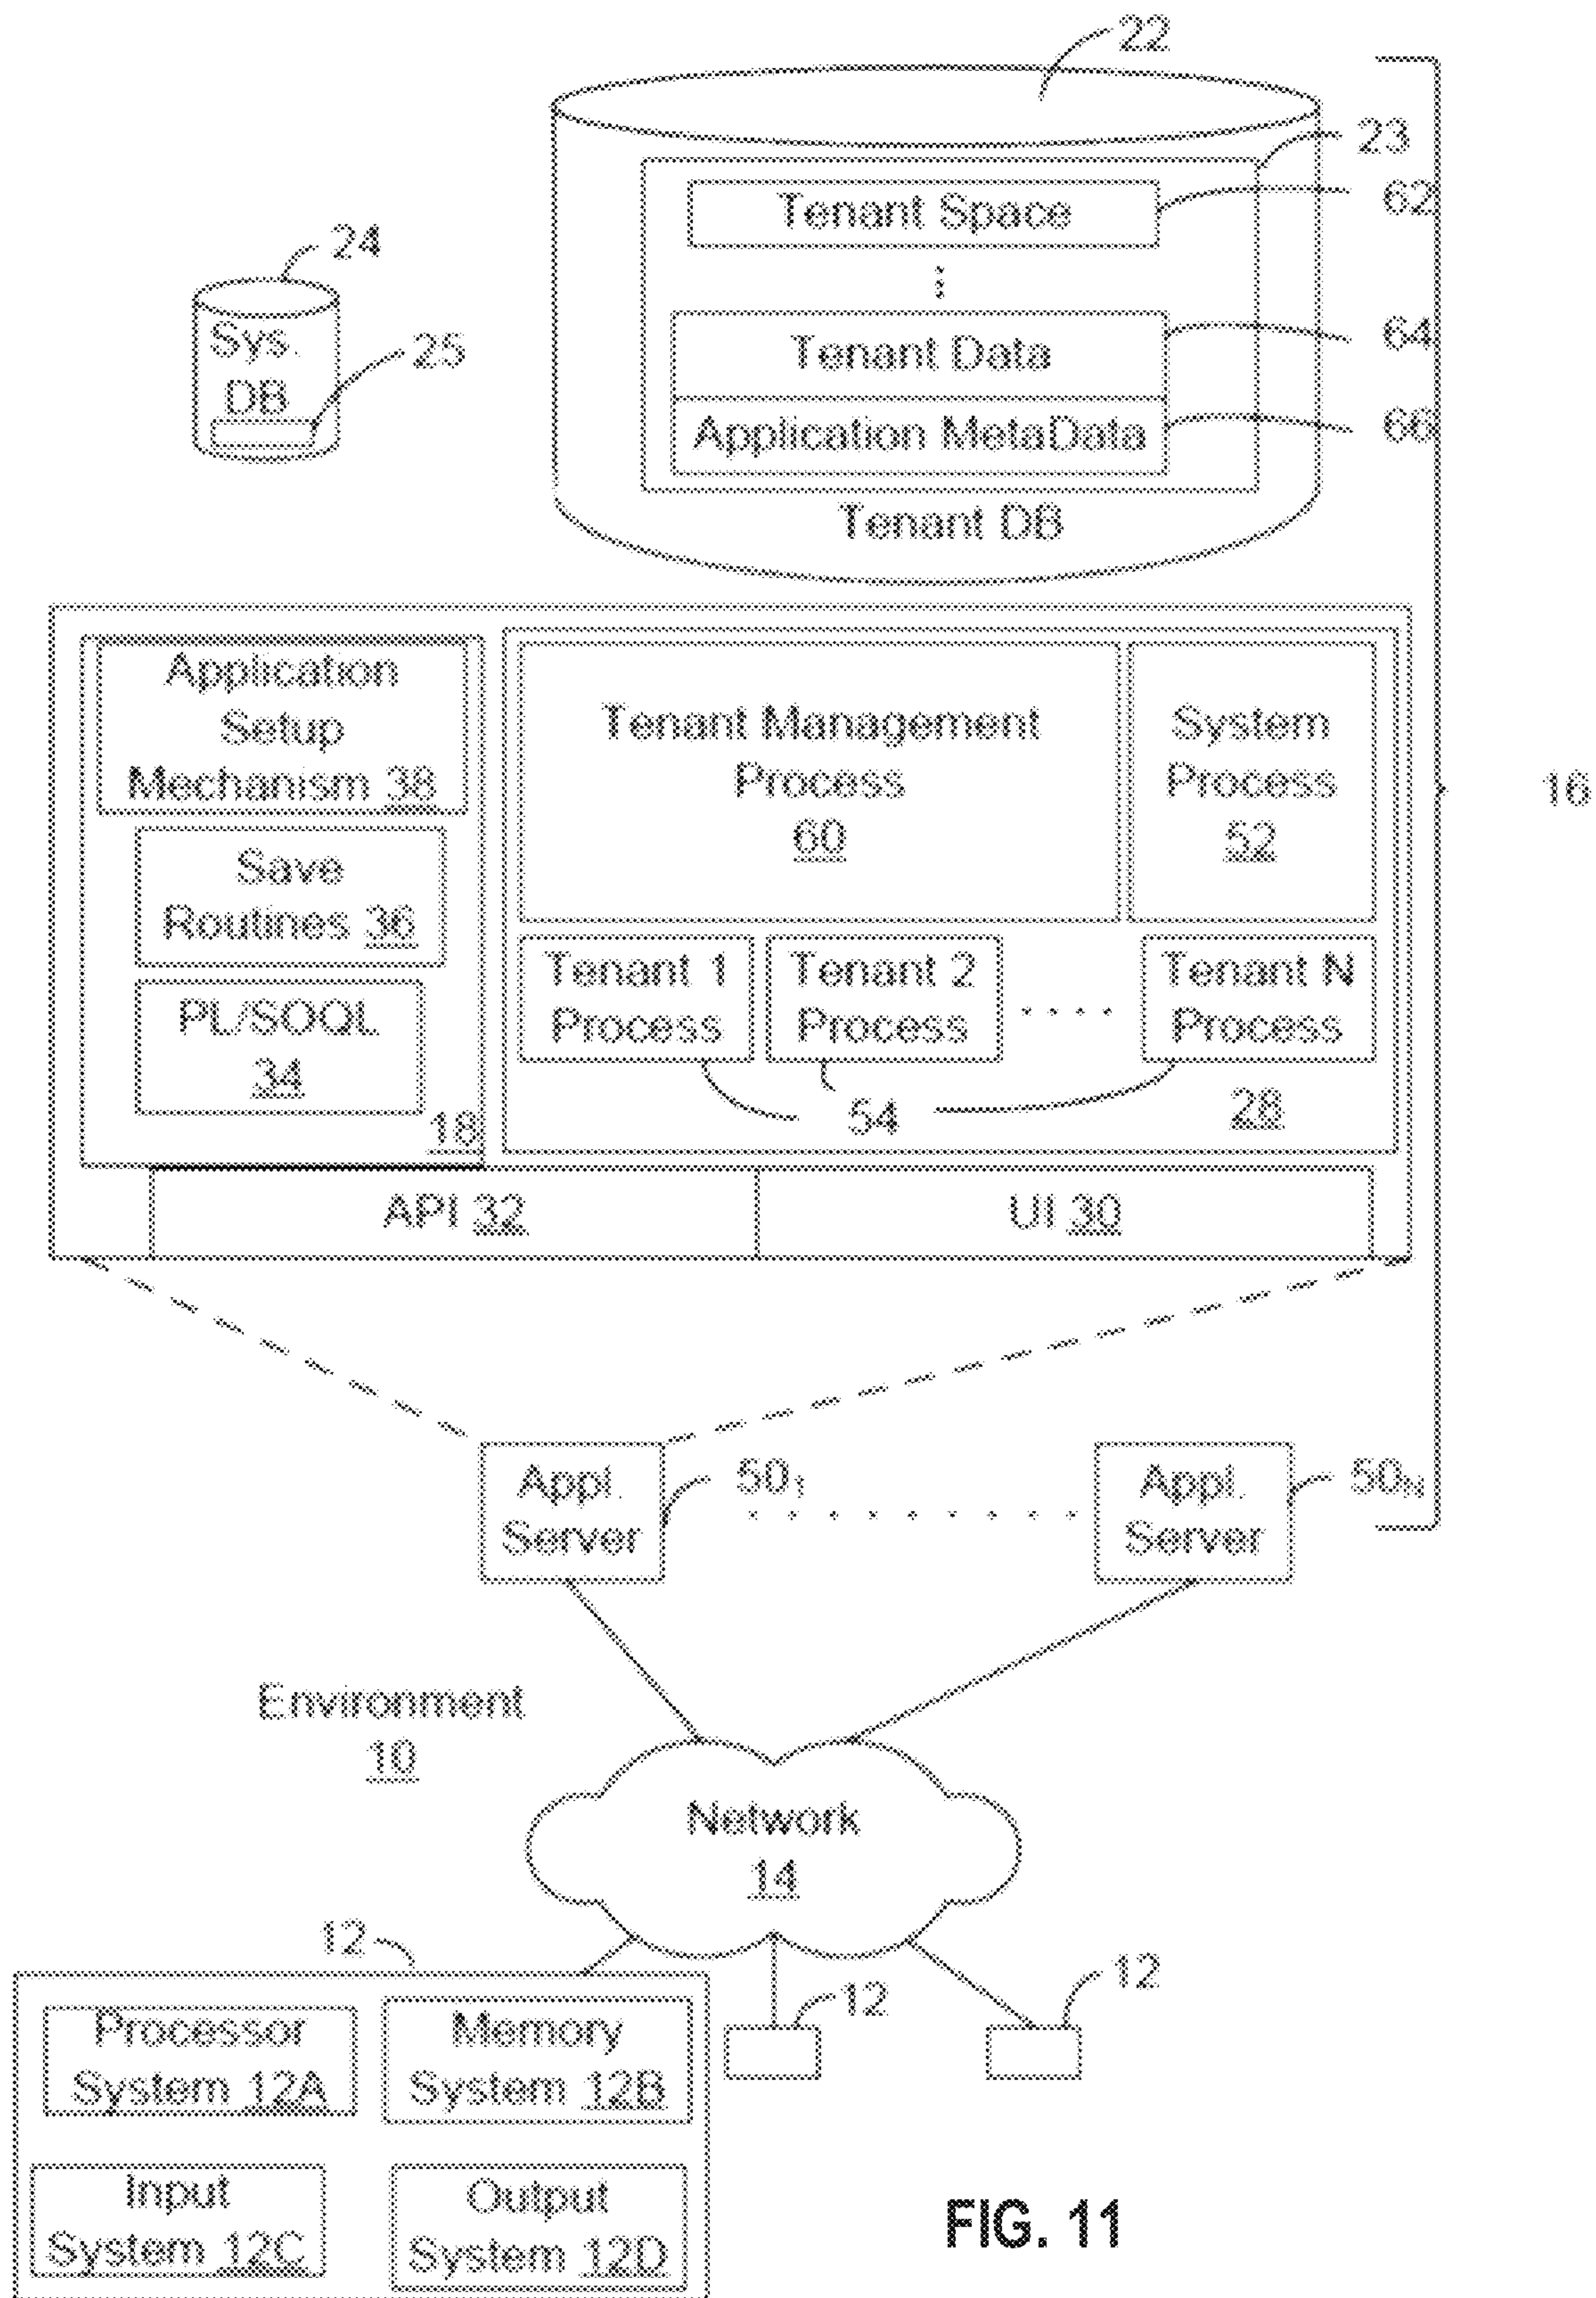 22
23
Tenant Space
62
24
Sys.
DB
25
Tenant Data
64
Application MetaData
66
Tenant DB
Application
Setup
Mechanism 38
Tenant Management
Process
60
System
Process
52
16
Save
Routines 36
Tenant 1
Process
Tenant 2
Process
Tenant N
Process
PL/SOQL
34
18
54
28
API 32
UI 30
Appl.
Server
50₁
Appl.
Server
50ₙ
Environment
10
Network
14
12
12
12
Processor
System 12A
Memory
System 12B
Input
System 12C
Output
System 12D
FIG. 11